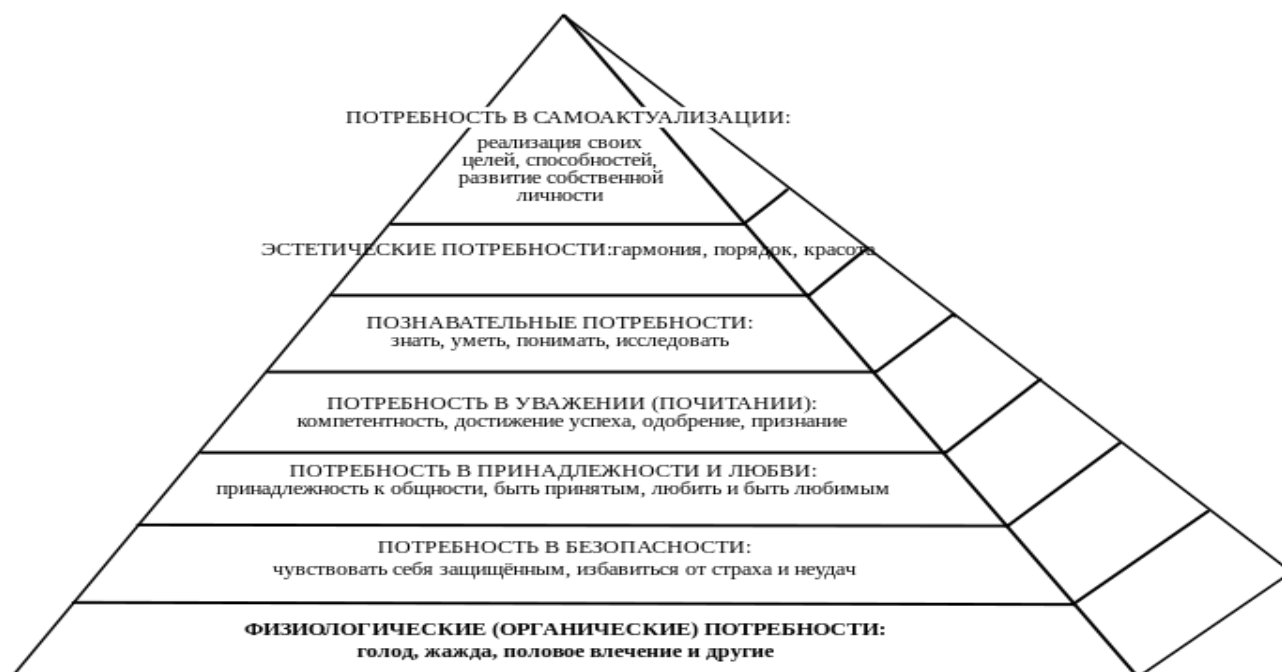 ПОТРЕБНОСТЬ В САМОАКТУАЛИЗАЦИИ:
реализация своих
целей, способностей,
развитие собственной
личности
ЭСТЕТИЧЕСКИЕ ПОТРЕБНОСТИ:гармония, порядок, красота
ПОЗНАВАТЕЛЬНЫЕ ПОТРЕБНОСТИ:
знать, уметь, понимать, исследовать
ПОТРЕБНОСТЬ В УВАЖЕНИИ (ПОЧИТАНИИ):
компетентность, достижение успеха, одобрение, признание
ПОТРЕБНОСТЬ В ПРИНАДЛЕЖНОСТИ И ЛЮБВИ:
принадлежность к общности, быть принятым, любить и быть любимым
ПОТРЕБНОСТЬ В БЕЗОПАСНОСТИ:
чувствовать себя защищённым, избавиться от страха и неудач
ФИЗИОЛОГИЧЕСКИЕ (ОРГАНИЧЕСКИЕ) ПОТРЕБНОСТИ:
голод, жажда, половое влечение и другие